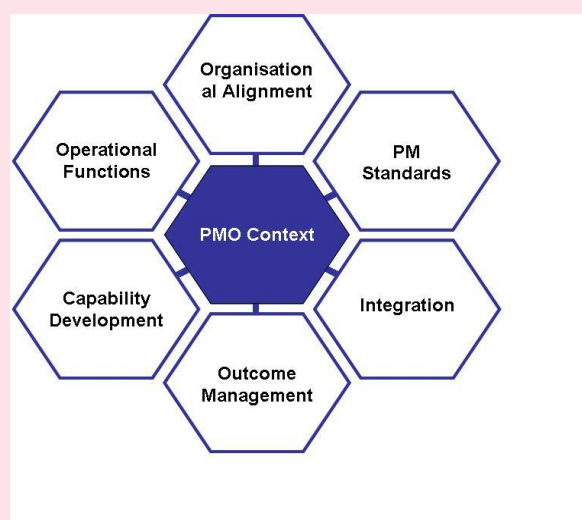 Organisation
al Alignment
Operational
Functions
PM
Standards
PMO Context
Capability
Development
Integration
Outcome
Management